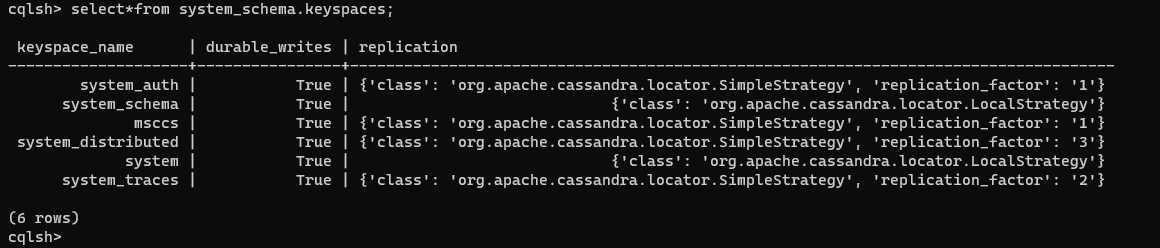 cqlsh> select*from system_schema.keyspaces;
 keyspace_name      | durable_writes | replication
--------------------+----------------+-------------------------------------------------------------------------------------
        system_auth |           True | {'class': 'org.apache.cassandra.locator.SimpleStrategy', 'replication_factor': '1'}
      system_schema |           True |                             {'class': 'org.apache.cassandra.locator.LocalStrategy'}
              msccs |           True | {'class': 'org.apache.cassandra.locator.SimpleStrategy', 'replication_factor': '1'}
 system_distributed |           True | {'class': 'org.apache.cassandra.locator.SimpleStrategy', 'replication_factor': '3'}
             system |           True |                             {'class': 'org.apache.cassandra.locator.LocalStrategy'}
      system_traces |           True | {'class': 'org.apache.cassandra.locator.SimpleStrategy', 'replication_factor': '2'}
(6 rows)
cqlsh>